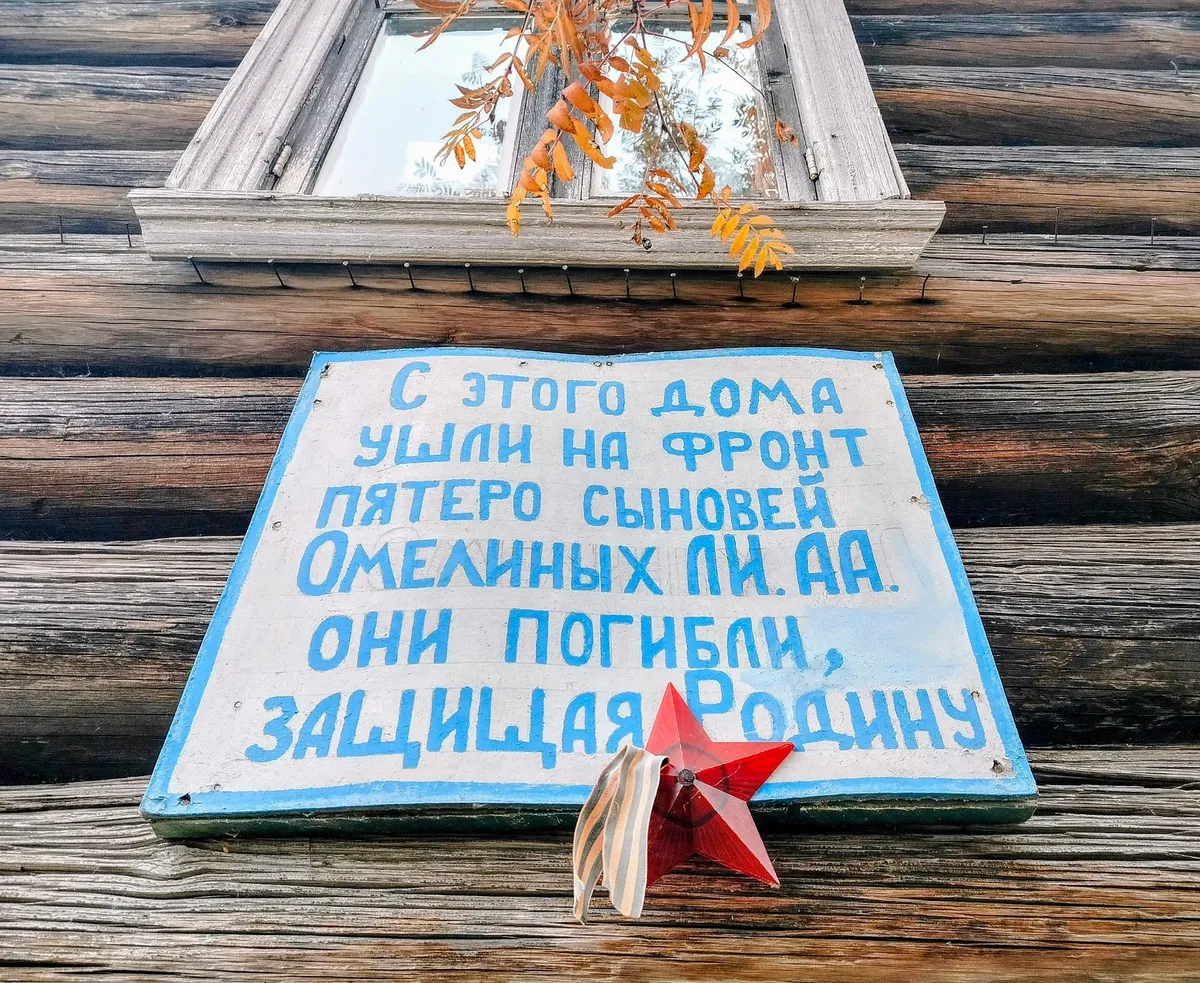 С этого дома
ушли на фронт
пятеро сыновей
Омелиных Л И. А А.
они погибли,
защищая Родину